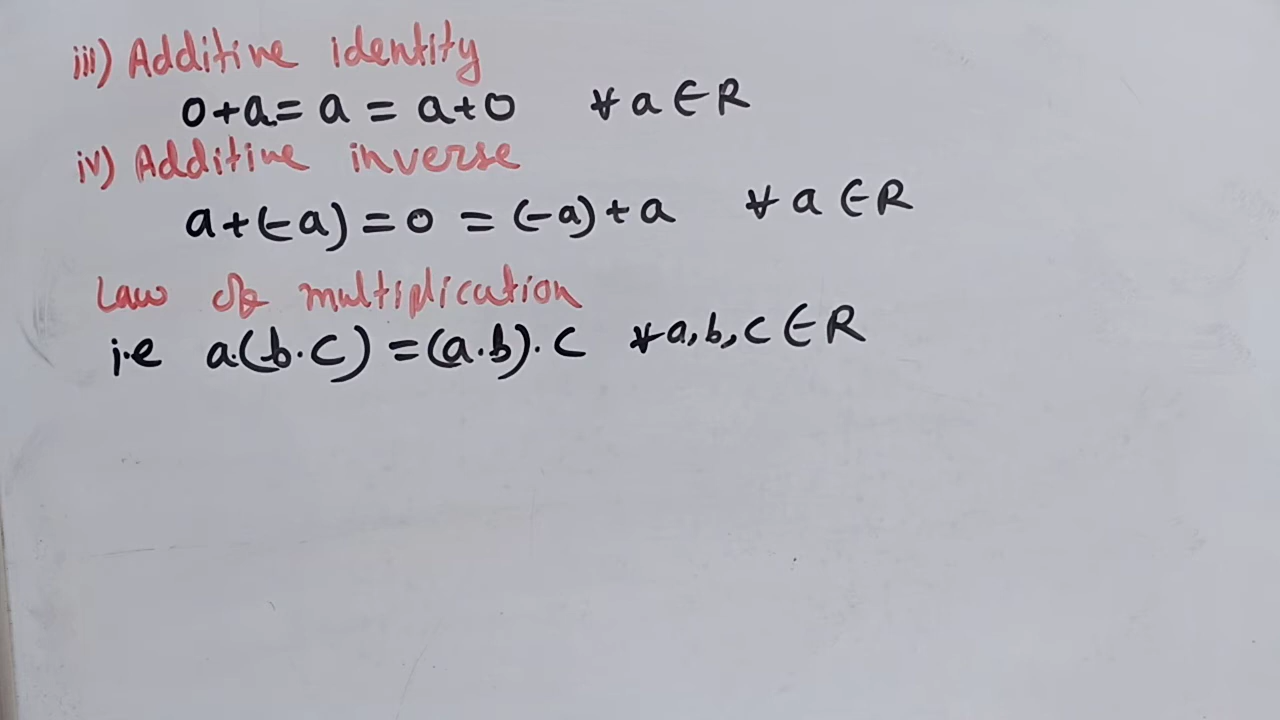 iii) Additive identity
0+a = a = a+0 ∀ a ∈ R
iv) Additive inverse
a+(-a) = 0 = (-a)+a ∀ a ∈ R
Law of multiplication
i.e a.(b.c) = (a.b).c ∀ a,b,c ∈ R